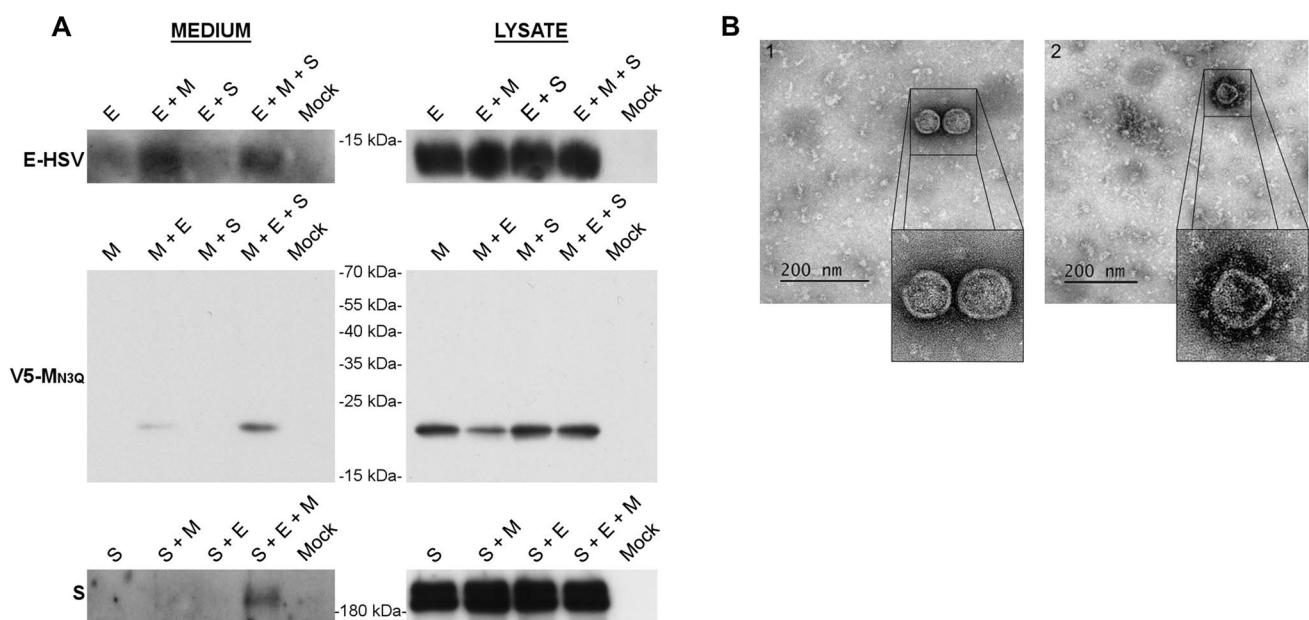 A
MEDIUM
LYSATE
E
E + M
E + S
E + M + S
Mock
E
E + M
E + S
E + M + S
Mock
E-HSV
-15 kDa-
M
M + E
M + S
M + E + S
Mock
M
M + E
M + S
M + E + S
Mock
V5-MN3Q
-70 kDa-
-55 kDa-
-40 kDa-
-35 kDa-
-25 kDa-
-15 kDa-
S
S + M
S + E
S + E + M
Mock
S
S + M
S + E
S + E + M
Mock
S
-180 kDa-
B
1
200 nm
2
200 nm